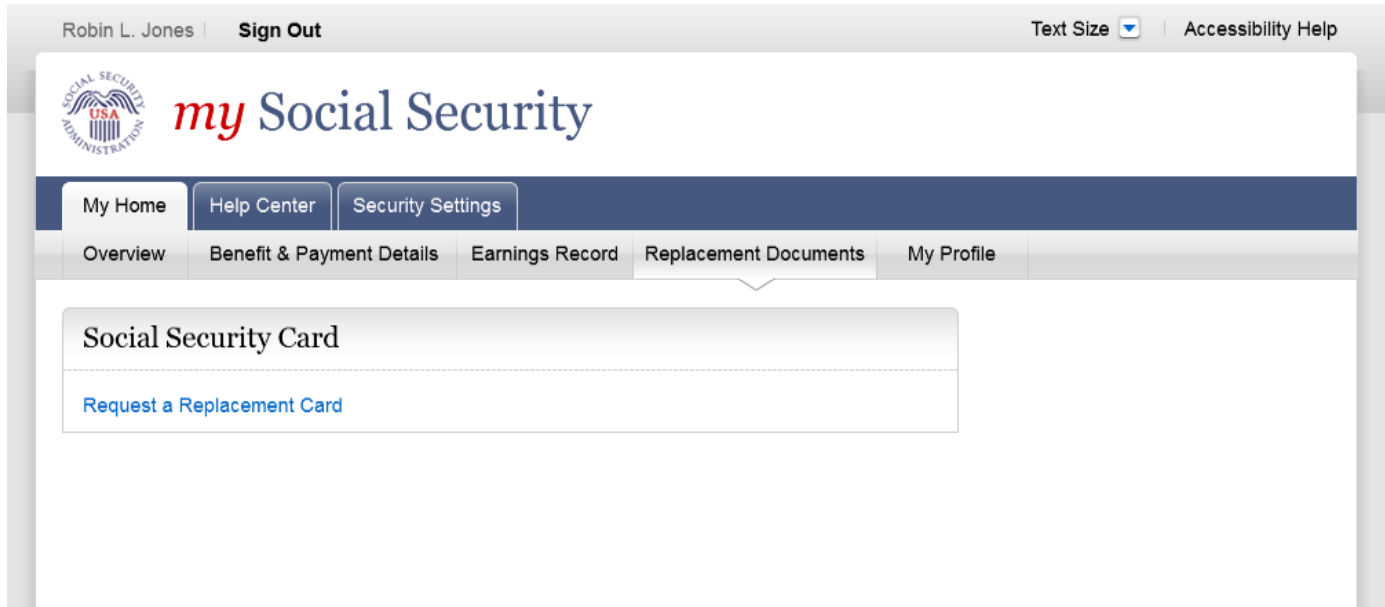 Robin L. Jones Sign Out Text Size Accessibility Help
SOCIAL SECURITY ADMINISTRATION
USA
my Social Security
My Home Help Center Security Settings
Overview Benefit & Payment Details Earnings Record Replacement Documents My Profile
Social Security Card
Request a Replacement Card